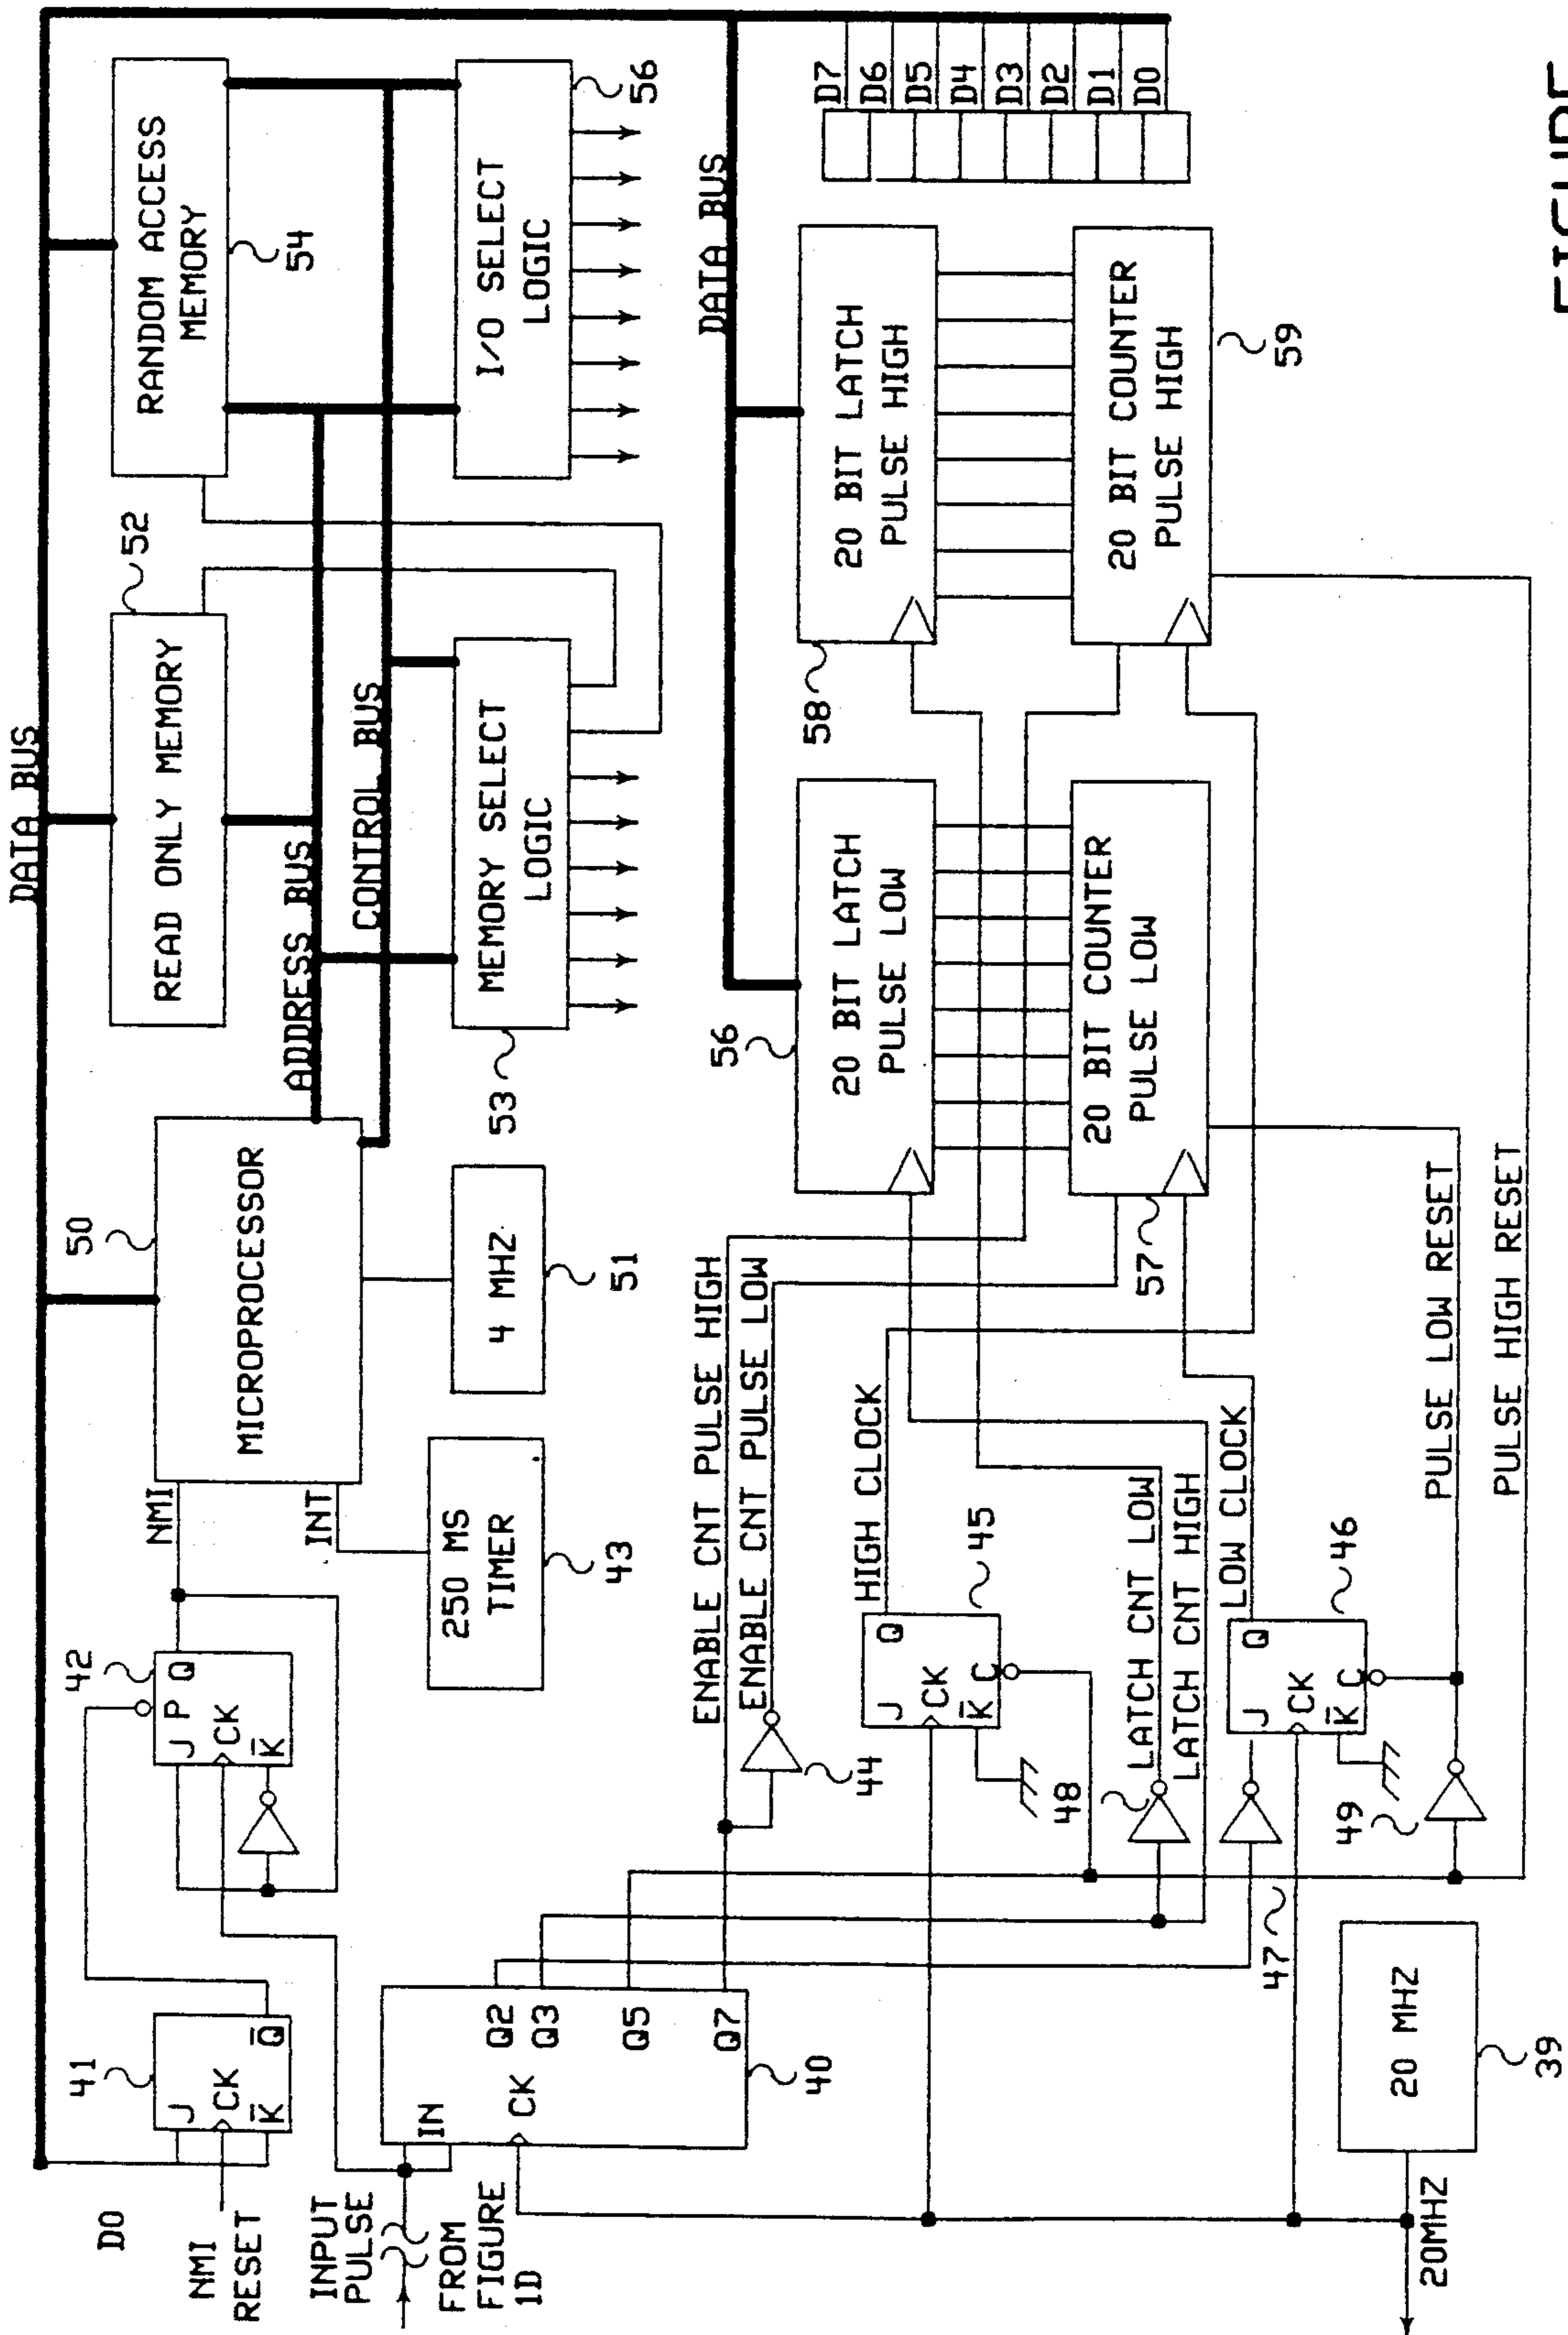 DATA BUS
READ ONLY MEMORY
52
RANDOM ACCESS
MEMORY
54
ADDRESS BUS
CONTROL BUS
MEMORY SELECT
LOGIC
53
I/O SELECT
LOGIC
56
D0
NMI
RESET
41
J
CK
K̅
Q̅
42
J
P
Q
CK
K̅
NMI
INT
50
MICROPROCESSOR
250 MS
TIMER
43
4 MHZ
51
INPUT
PULSE
FROM
FIGURE
1D
IN
CK
Q2
Q3
Q5
Q7
40
ENABLE CNT PULSE HIGH
ENABLE CNT PULSE LOW
44
HIGH CLOCK
J
Q
CK
K̅
C
45
48
LATCH CNT LOW
LATCH CNT HIGH
LOW CLOCK
J
Q
CK
K̅
C
46
47
49
PULSE LOW RESET
PULSE HIGH RESET
20 MHZ
39
20MHZ
DATA BUS
56
20 BIT LATCH
PULSE LOW
20 BIT COUNTER
PULSE LOW
57
58
20 BIT LATCH
PULSE HIGH
20 BIT COUNTER
PULSE HIGH
59
D7
D6
D5
D4
D3
D2
D1
D0